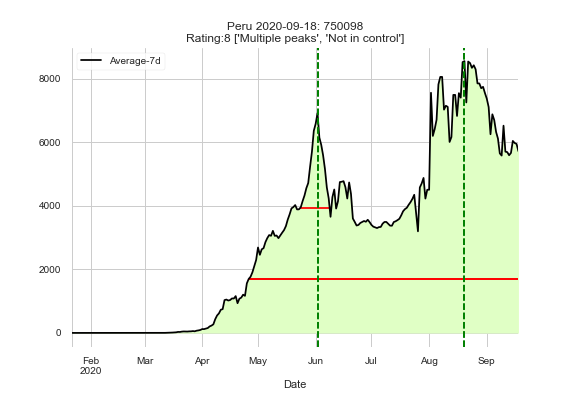 Peru 2020-09-18: 750098
Rating:8 ['Multiple peaks', 'Not in control']
Average-7d
8000
6000
4000
2000
0
Feb Mar Apr May Jun Jul Aug Sep
2020
Date